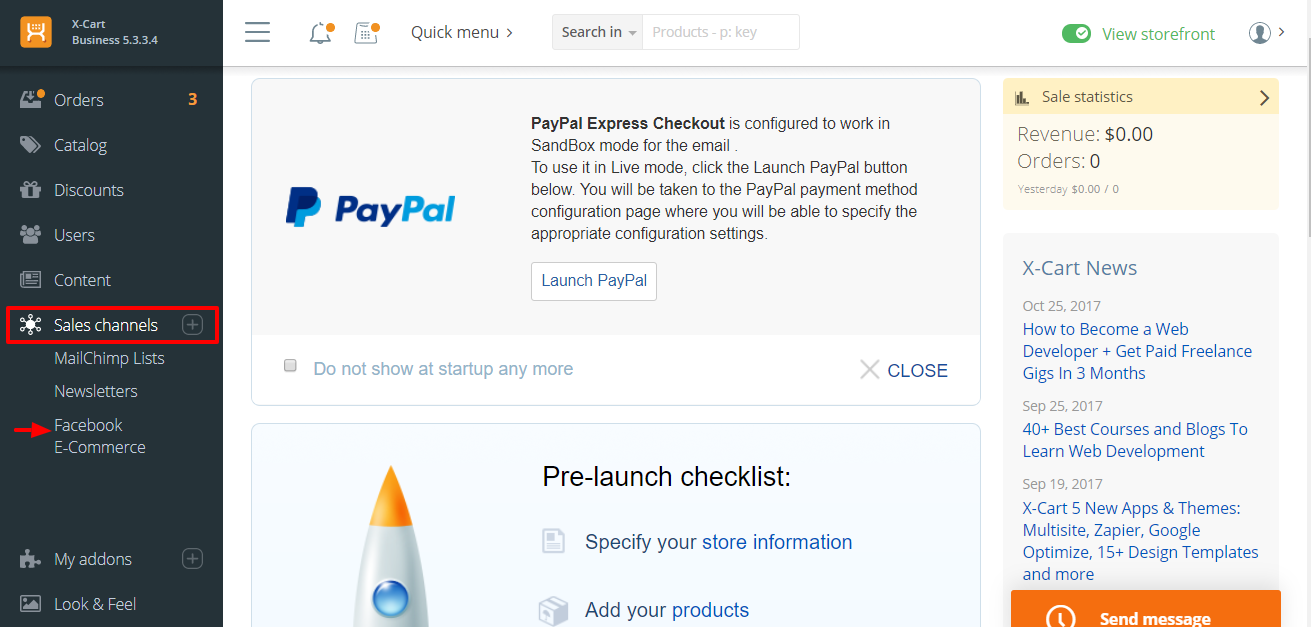 X-Cart
Business 5.3.3.4
Quick menu
Search in
Products - p: key
View storefront
Orders
3
Catalog
Discounts
Users
Content
Sales channels
MailChimp Lists
Newsletters
Facebook
E-Commerce
My addons
Look & Feel
PayPal Express Checkout is configured to work in
SandBox mode for the email .
To use it in Live mode, click the Launch PayPal button
below. You will be taken to the PayPal payment method
configuration page where you will be able to specify the
appropriate configuration settings.
PayPal
Launch PayPal
Do not show at startup any more
CLOSE
Pre-launch checklist:
Specify your store information
Add your products
Sale statistics
Revenue: $0.00
Orders: 0
Yesterday $0.00 / 0
X-Cart News
Oct 25, 2017
How to Become a Web
Developer + Get Paid Freelance
Gigs In 3 Months
Sep 25, 2017
40+ Best Courses and Blogs To
Learn Web Development
Sep 19, 2017
X-Cart 5 New Apps & Themes:
Multisite, Zapier, Google
Optimize, 15+ Design Templates
and more
Send message